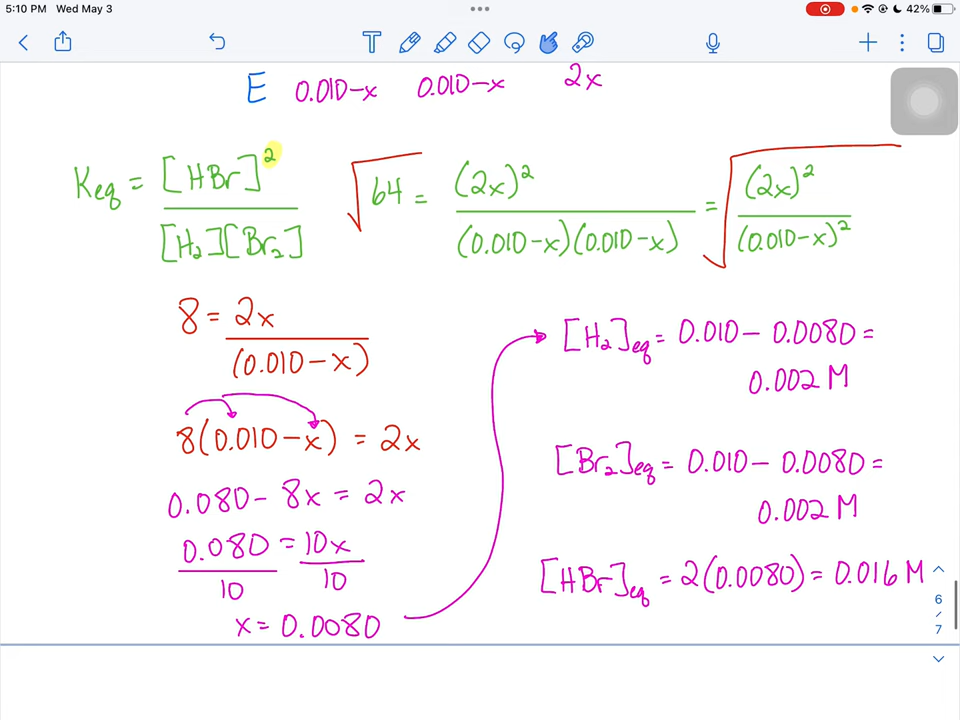 5:10 PM Wed May 3 42%
E 0.010-x 0.010-x 2x
Keq = [HBr]² / [H₂][Br₂] √64 = (2x)² / (0.010-x)(0.010-x) = √(2x)² / (0.010-x)²
8 = 2x / (0.010-x)
8(0.010-x) = 2x
0.080 - 8x = 2x
0.080 / 10 = 10x / 10
x = 0.0080
[H₂]eq = 0.010 - 0.0080 =
0.002 M
[Br₂]eq = 0.010 - 0.0080 =
0.002 M
[HBr]eq = 2(0.0080) = 0.016 M
6
/
7